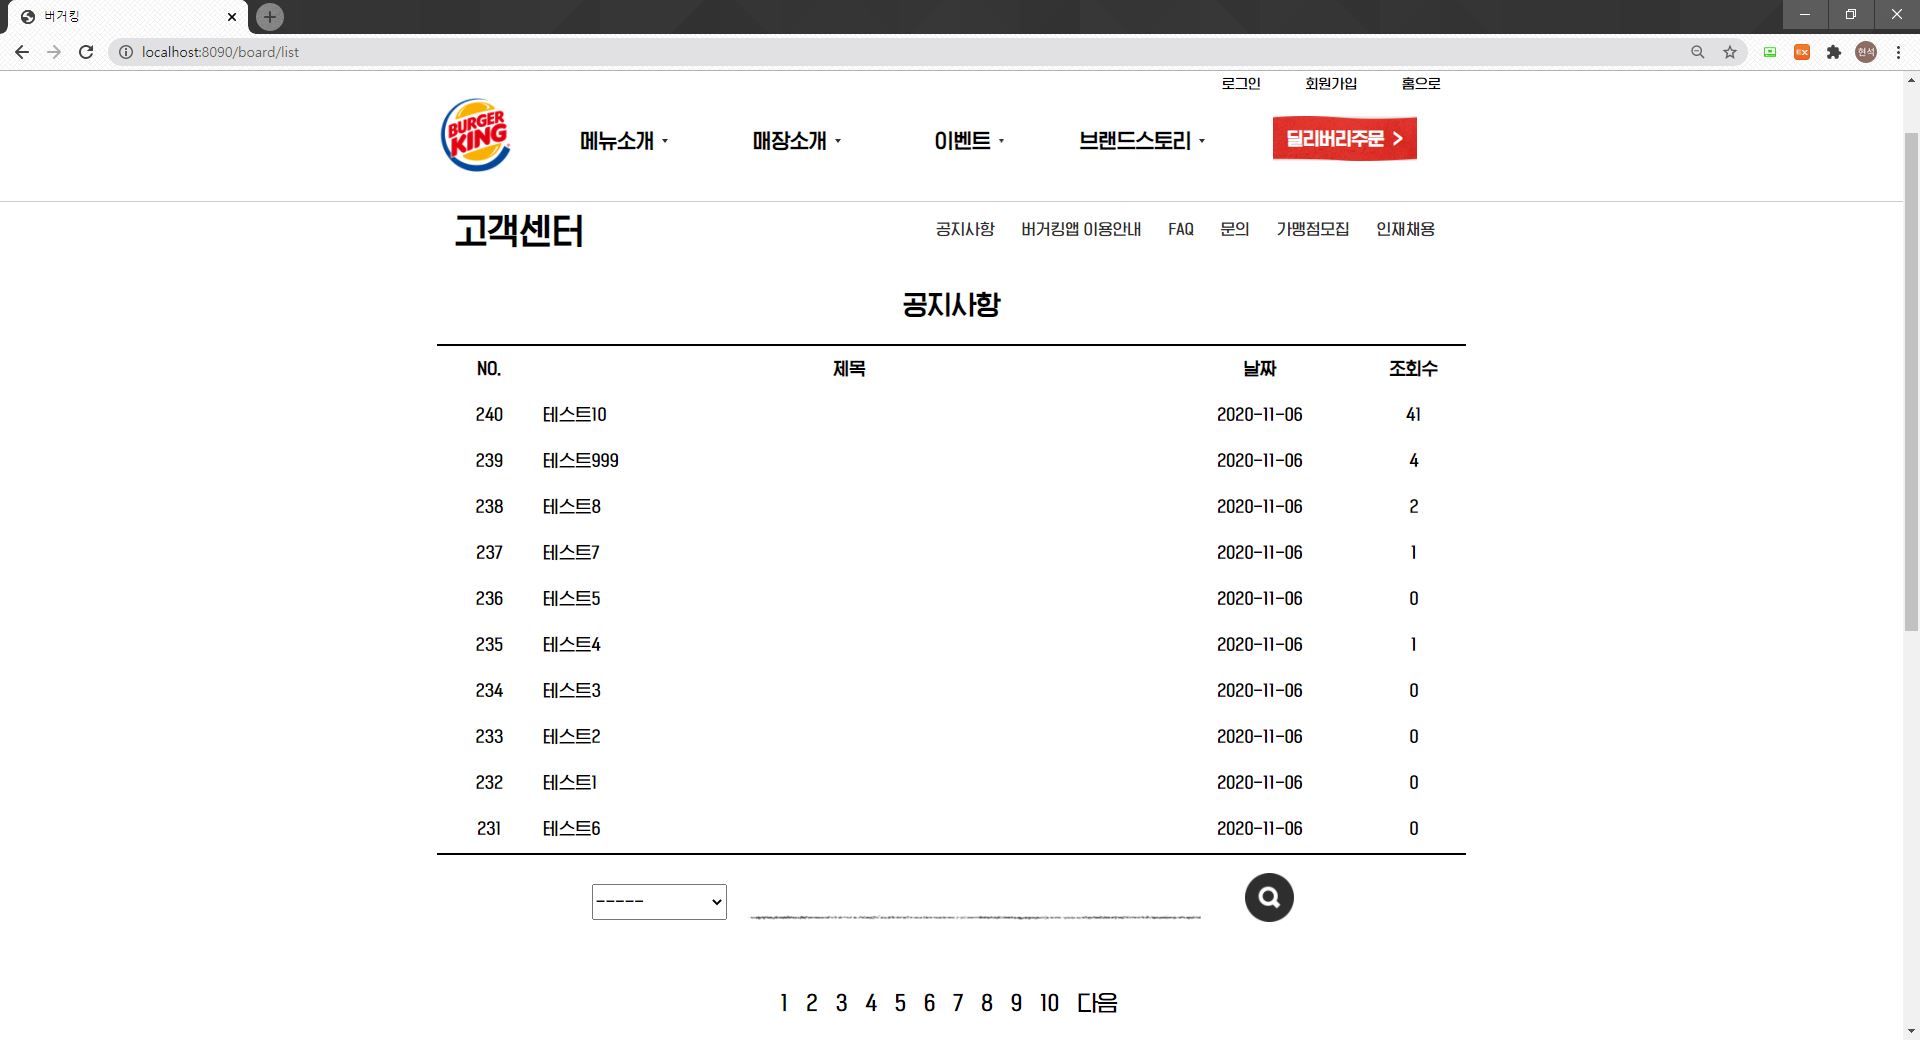 버거킹
localhost:8090/board/list
현석
로그인 회원가입 홈으로
BURGER KING
메뉴소개 매장소개 이벤트 브랜드스토리 딜리버리주문 >
고객센터 공지사항 버거킹앱 이용안내 FAQ 문의 가맹점모집 인재채용
공지사항
NO. 제목 날짜 조회수
240 테스트10 2020-11-06 41
239 테스트999 2020-11-06 4
238 테스트8 2020-11-06 2
237 테스트7 2020-11-06 1
236 테스트5 2020-11-06 0
235 테스트4 2020-11-06 1
234 테스트3 2020-11-06 0
233 테스트2 2020-11-06 0
232 테스트1 2020-11-06 0
231 테스트6 2020-11-06 0
-----
1 2 3 4 5 6 7 8 9 10 다음